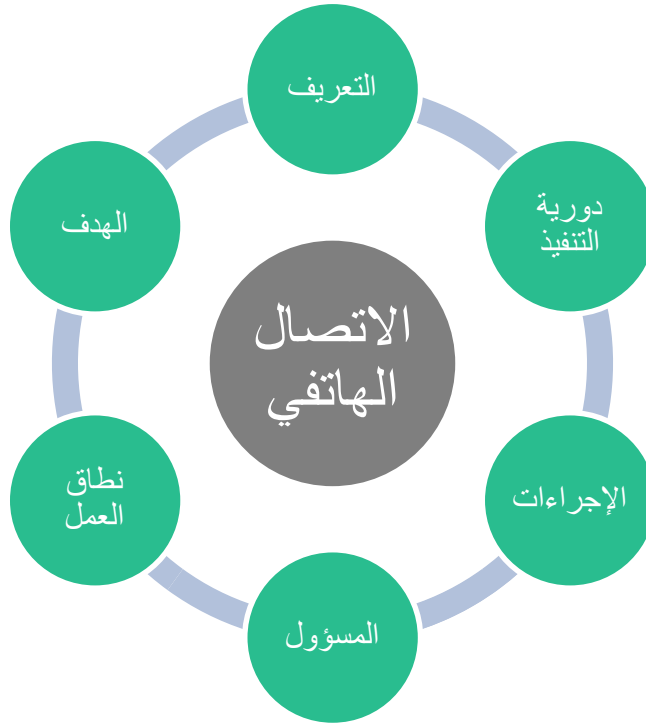 التعريف
دورية
التنفيذ
الهدف
الاتصال
الهاتفي
الإجراءات
نطاق
العمل
المسؤول